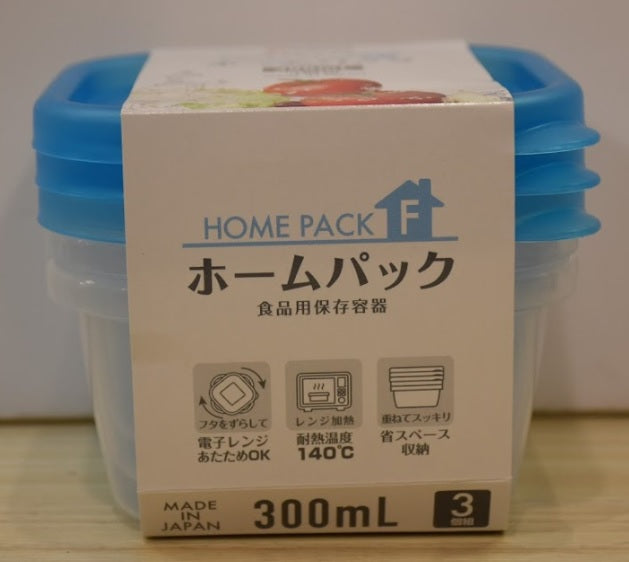 HOME PACK F
ホームパック
食品用保存容器
フタをずらして
電子レンジ
あたためOK
レンジ加熱
耐熱温度
140℃
重ねてスッキリ
省スペース
収納
MADE
IN
JAPAN
300mL
3
個組